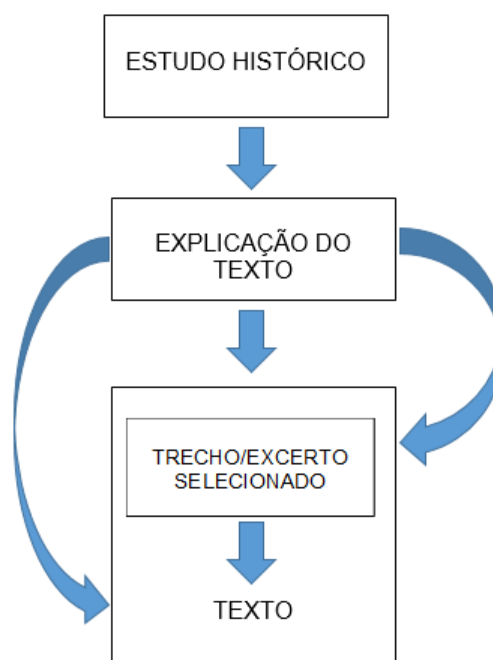 ESTUDO HISTÓRICO
EXPLICAÇÃO DO
TEXTO
TRECHO/EXCERTO
SELECIONADO
TEXTO